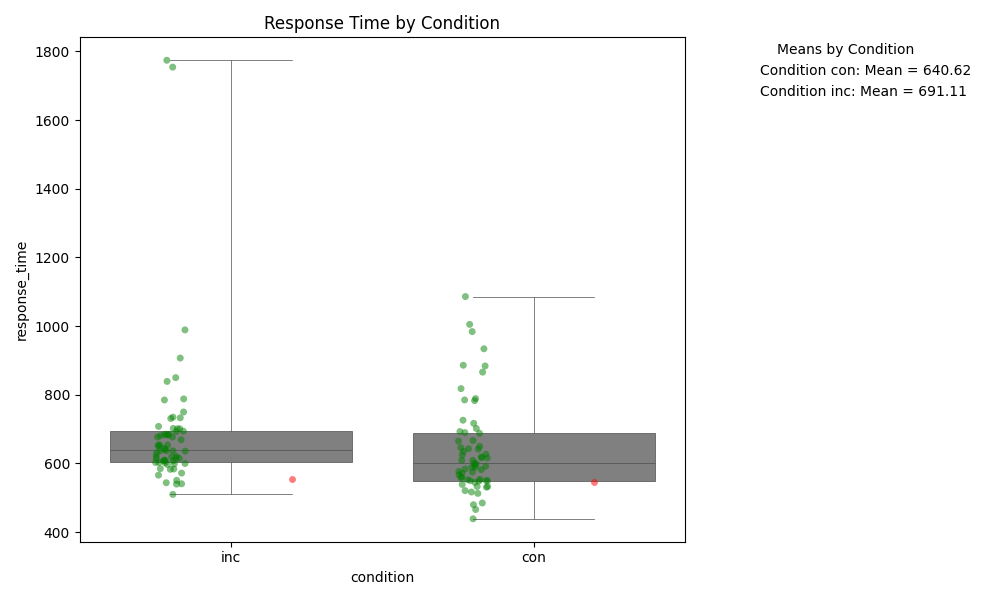 Response Time by Condition
Means by Condition
Condition con: Mean = 640.62
Condition inc: Mean = 691.11
response_time
1800
1600
1400
1200
1000
800
600
400
inc
con
condition